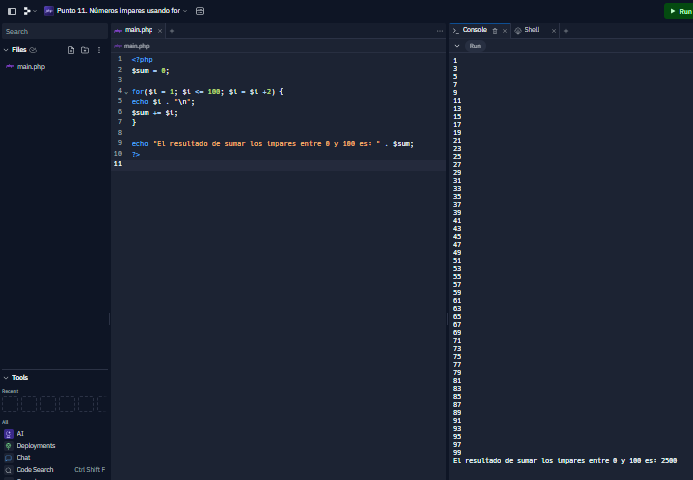 php Punto 11. Números impares usando for
Run
Search
Files
php main.php
Tools
Recent
All
AI
Deployments
Chat
Code Search Ctrl Shift F
php main.php × +
php main.php
1 <?php
2 $sum = 0;
3
4 for($i = 1; $i <= 100; $i = $i +2) {
5 echo $i . "\n";
6 $sum += $i;
7 }
8
9 echo "El resultado de sumar los impares entre 0 y 100 es: " . $sum;
10 ?>
11
Console × Shell × +
Run
1
3
5
7
9
11
13
15
17
19
21
23
25
27
29
31
33
35
37
39
41
43
45
47
49
51
53
55
57
59
61
63
65
67
69
71
73
75
77
79
81
83
85
87
89
91
93
95
97
99
El resultado de sumar los impares entre 0 y 100 es: 2500